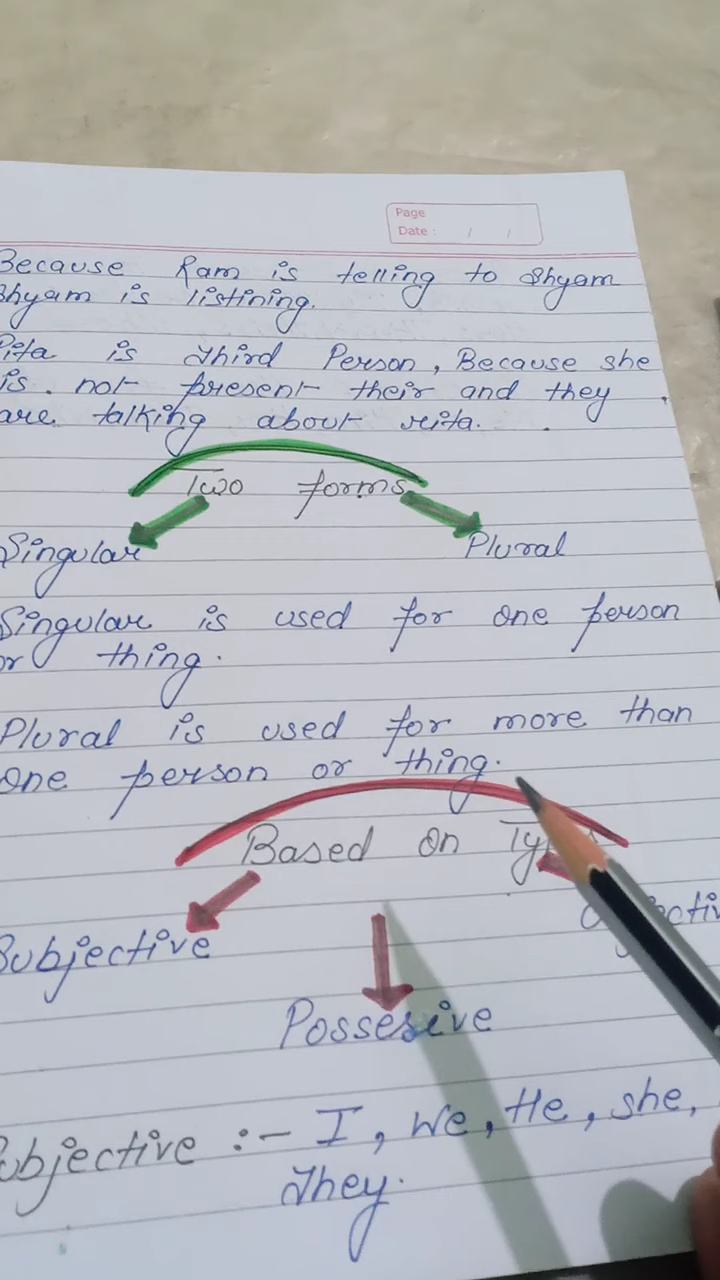 Page
Date : / /
Because Ram is telling to Shyam
Shyam is listining.
Rita is Third Person, Because she
is not present their and they
are talking about rita.
Two forms
Singular Plural
Singular is used for one person
or thing.
Plural is used for more than
one person or thing.
Based on
Subjective
Possesive
Subjective :- I, We, He, she,
They.